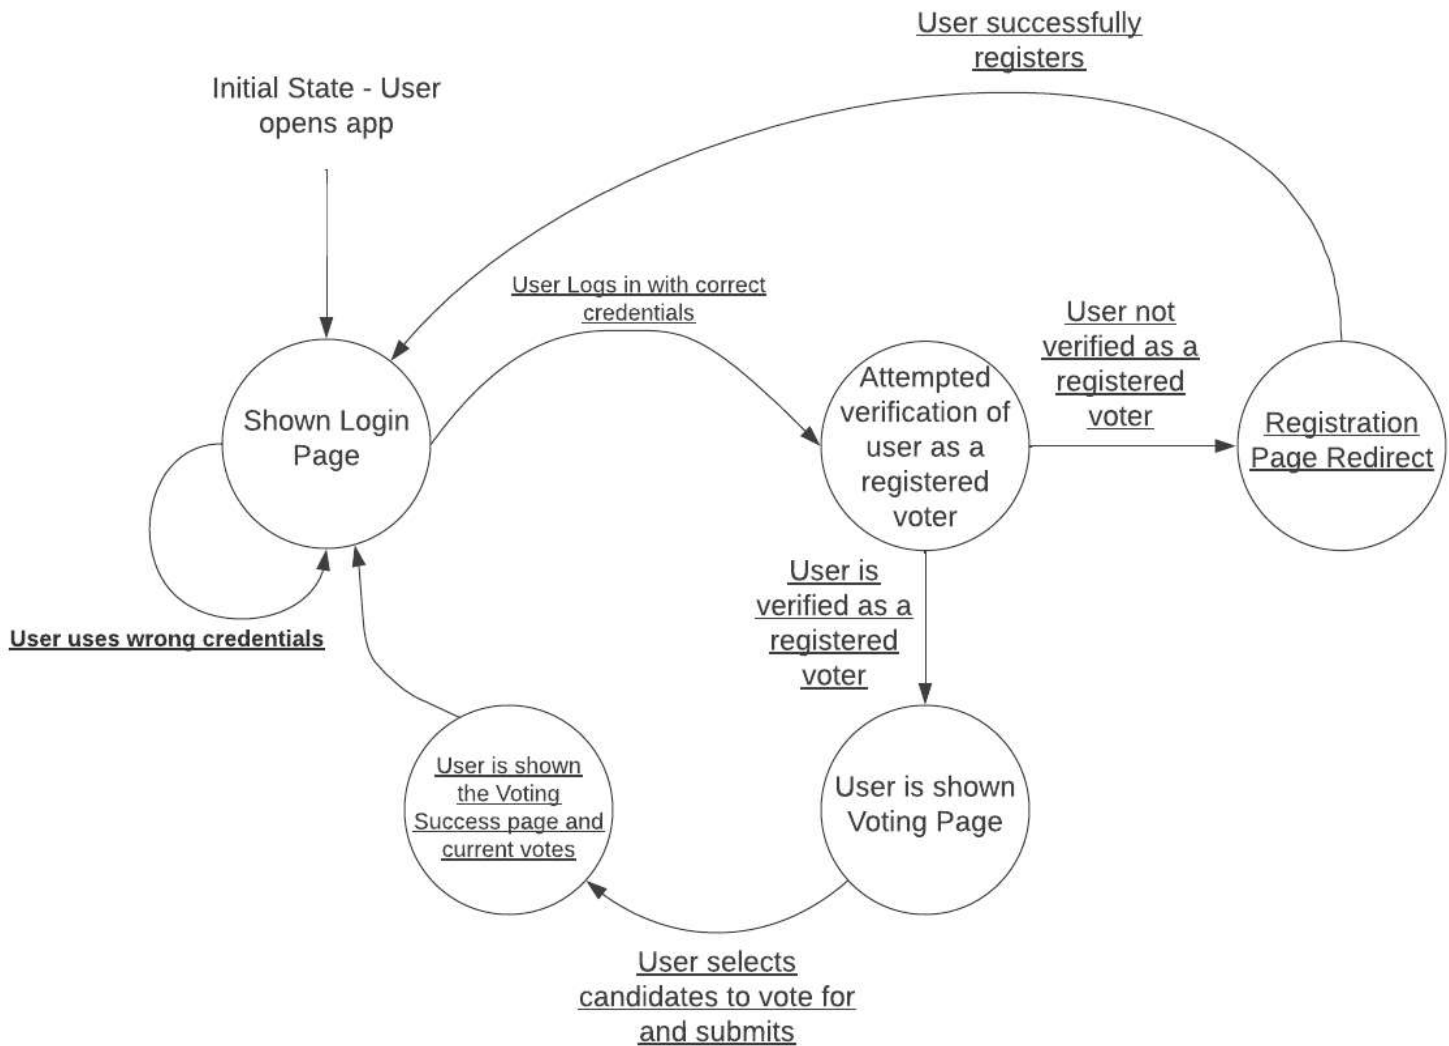 User successfully
registers
Initial State - User
opens app
User Logs in with correct
credentials
User not
verified as a
registered
voter
Shown Login
Page
Attempted
verification of
user as a
registered
voter
Registration
Page Redirect
User uses wrong credentials
User is
verified as a
registered
voter
User is shown
the Voting
Success page and
current votes
User is shown
Voting Page
User selects
candidates to vote for
and submits